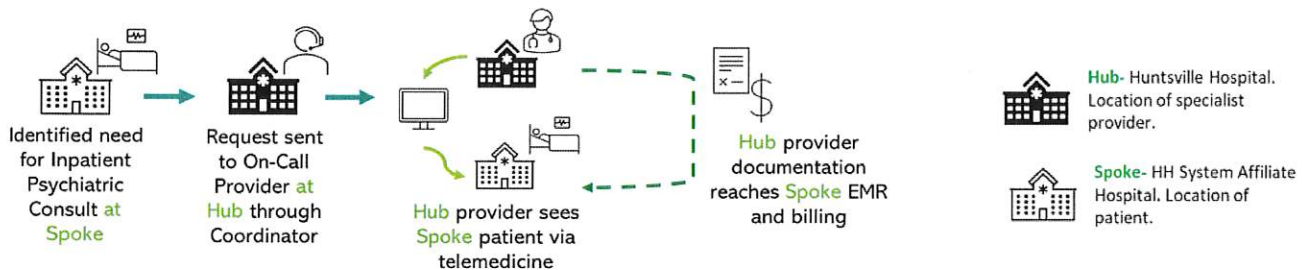 Identified need
for Inpatient
Psychiatric
Consult at
Spoke
Request sent
to On-Call
Provider at
Hub through
Coordinator
Hub provider sees
Spoke patient via
telemedicine
$
Hub provider
documentation
reaches Spoke EMR
and billing
Hub- Huntsville Hospital.
Location of specialist
provider.
Spoke- HH System Affiliate
Hospital. Location of
patient.